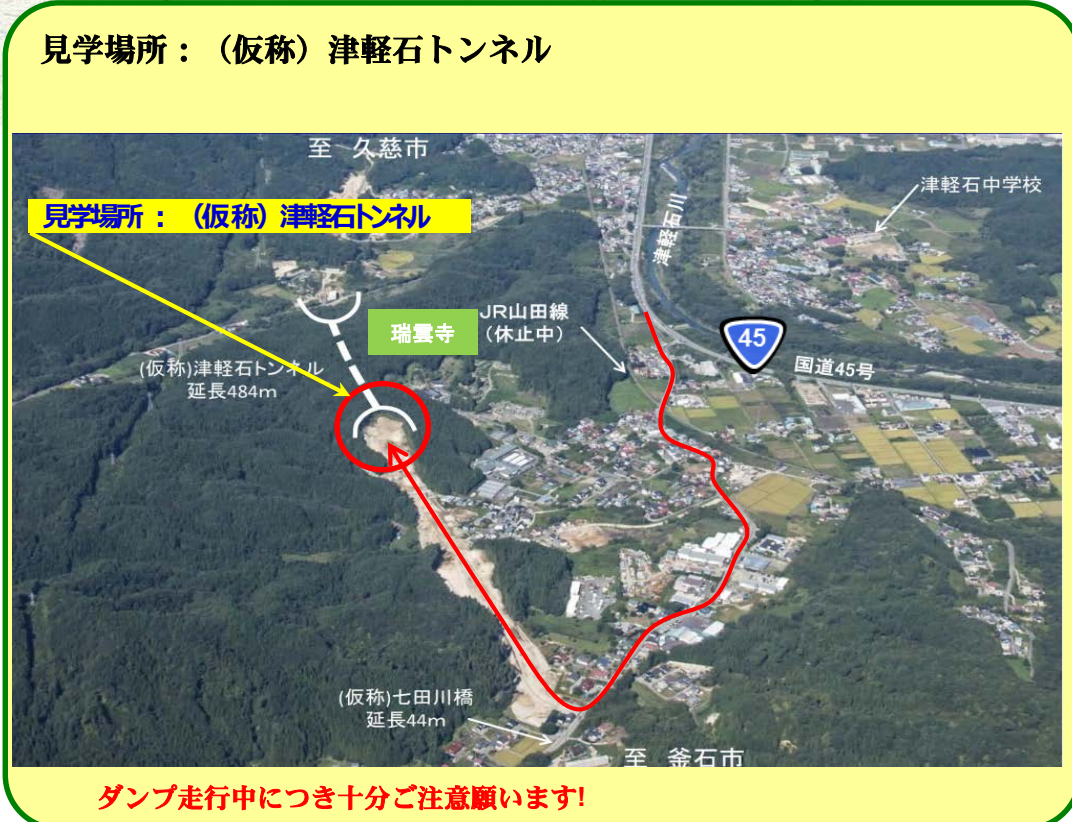 見学場所：（仮称）津軽石トンネル
至 久慈市
津軽石中学校
見学場所：（仮称）津軽石トンネル
津軽石川
JR山田線
（休止中）
瑞雲寺
45
国道45号
(仮称)津軽石トンネル
延長484m
(仮称)七田川橋
延長44m
至 釜石市
ダンプ走行中につき十分ご注意願います!